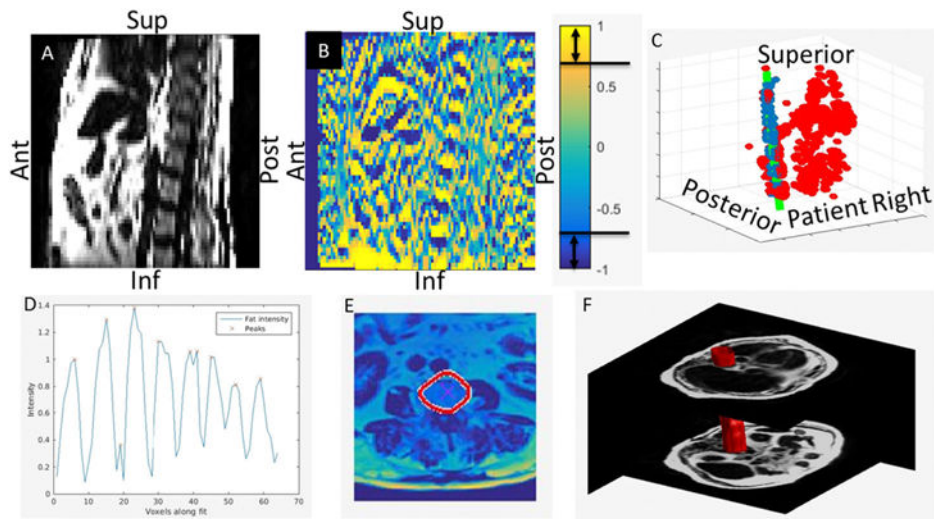 Sup
Sup
A
B
C
Ant
Post
Ant
Post
1
0.5
0
-0.5
-1
Superior
Posterior
Patient Right
Inf
Inf
D
E
F
1.4
1.2
1
0.8
0.6
0.4
0.2
0
Intensity
Fat intensity
Peaks
0
10
20
30
40
50
60
70
Voxels along fit